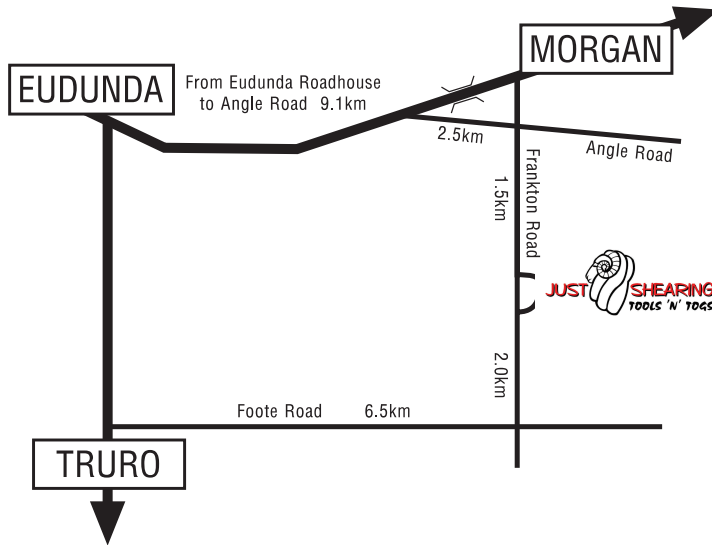 MORGAN
EUDUNDA
From Eudunda Roadhouse
to Angle Road 9.1km
2.5km
Angle Road
Frankton Road
1.5km
JUST SHEARING
TOOLS 'N' TOGS
2.0km
Foote Road 6.5km
TRURO